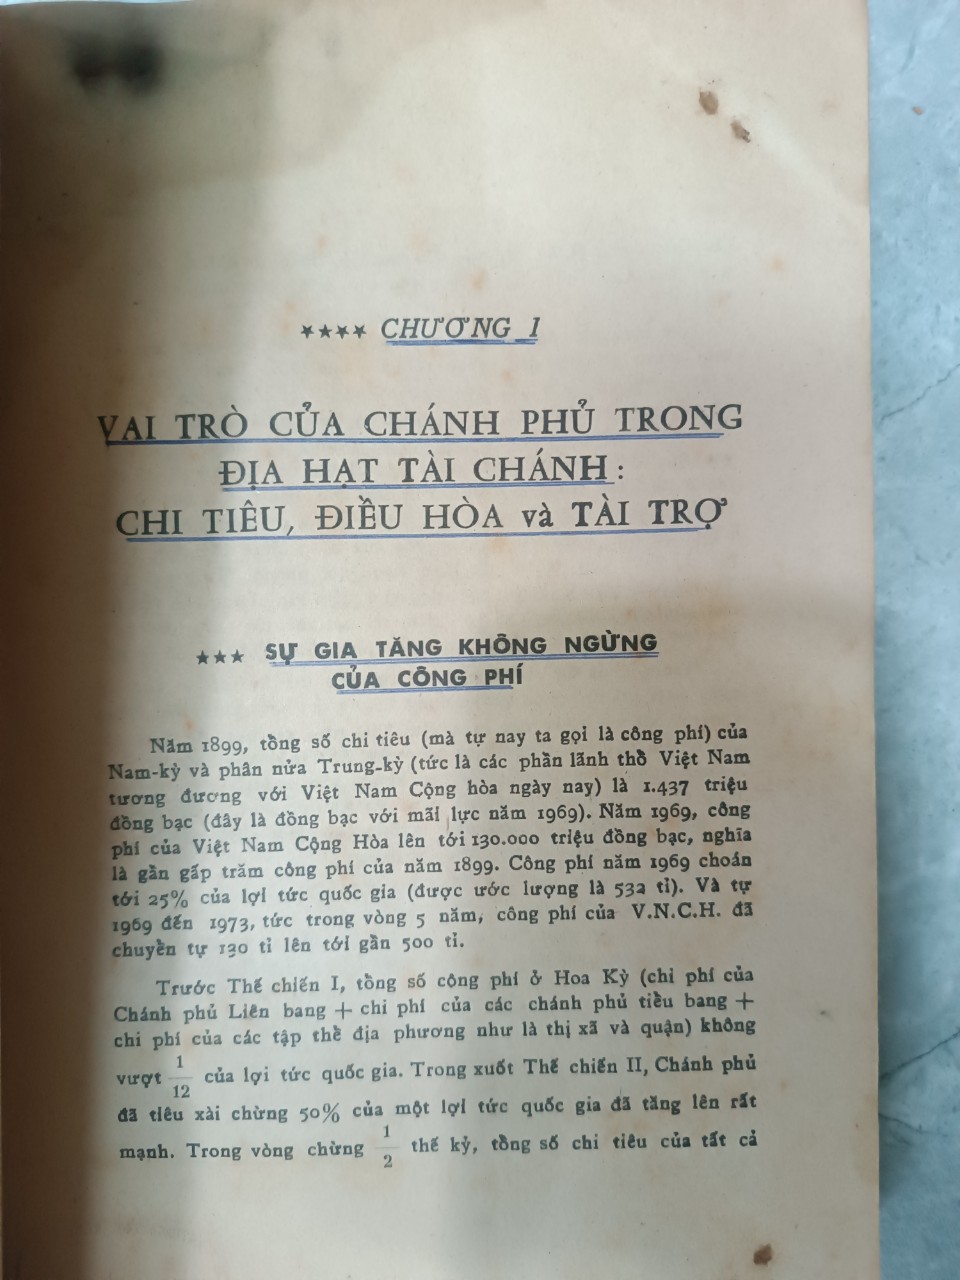 ★★★★ CHƯƠNG 1
VAI TRÒ CỦA CHÁNH PHỦ TRONG
ĐỊA HẠT TÀI CHÁNH :
CHI TIÊU, ĐIỀU HÒA và TÀI TRỢ
★★★ SỰ GIA TĂNG KHÔNG NGỪNG
CỦA CÔNG PHÍ
Năm 1899, tổng số chi tiêu (mà tự nay ta gọi là công phí) của
Nam-kỳ và phân nửa Trung-kỳ (tức là các phần lãnh thổ Việt Nam
tương đương với Việt Nam Cộng hòa ngày nay) là 1.437 triệu
đồng bạc (đây là đồng bạc với mãi lực năm 1969). Năm 1969, công
phí của Việt Nam Cộng Hòa lên tới 130.000 triệu đồng bạc, nghĩa
là gần gấp trăm công phí của năm 1899. Công phí năm 1969 choán
tới 25% của lợi tức quốc gia (được ước lượng là 532 tỉ). Và tự
1969 đến 1973, tức trong vòng 5 năm, công phí của V.N.C.H. đã
chuyển tự 130 tỉ lên tới gần 500 tỉ.
Trước Thế chiến I, tổng số công phí ở Hoa Kỳ (chi phí của
Chánh phủ Liên bang + chi phí của các chánh phủ tiểu bang +
chi phí của các tập thể địa phương như là thị xã và quận) không
vượt 1/12 của lợi tức quốc gia. Trong xuốt Thế chiến II, Chánh phủ
đã tiêu xài chừng 50% của một lợi tức quốc gia đã tăng lên rất
mạnh. Trong vòng chừng 1/2 thế kỷ, tổng số chi tiêu của tất cả